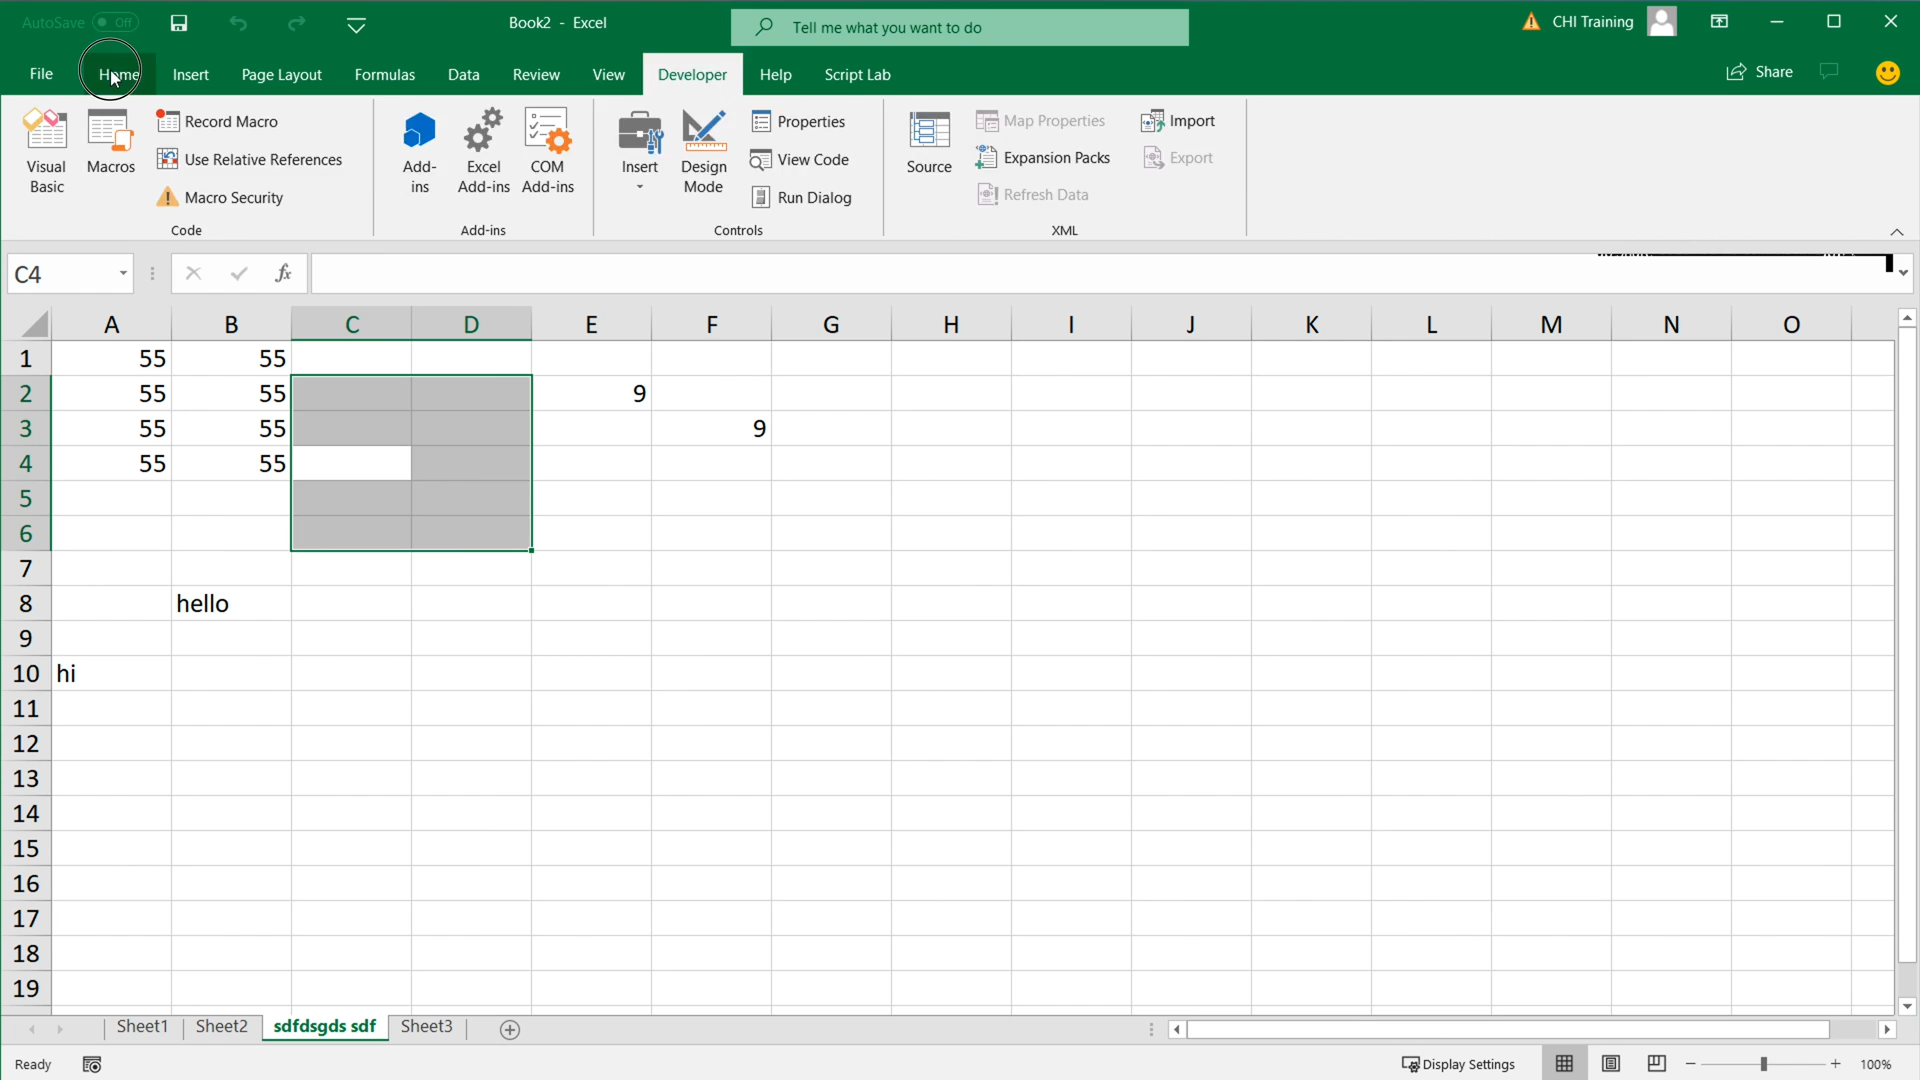 AutoSave Off Book2 - Excel Tell me what you want to do CHI Training
File Home Insert Page Layout Formulas Data Review View Developer Help Script Lab Share
Visual Basic
Macros
Record Macro
Use Relative References
Macro Security
Code
Add-ins
Excel Add-ins
COM Add-ins
Add-ins
Insert
Design Mode
Properties
View Code
Run Dialog
Controls
Source
Map Properties
Expansion Packs
Refresh Data
Import
Export
XML
C4 fx
A B C D E F G H I J K L M N O
1 55 55
2 55 55 9
3 55 55 9
4 55 55
5
6
7
8 hello
9
10 hi
11
12
13
14
15
16
17
18
19
Sheet1 Sheet2 sdfdsgds sdf Sheet3
Ready Display Settings 100%